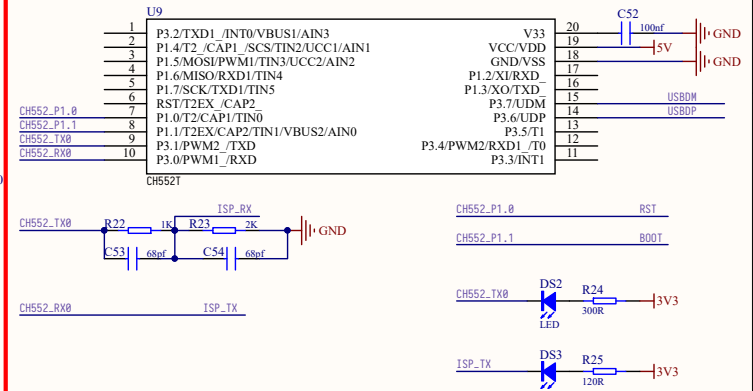 U9
1 P3.2/TXD1_/INT0/VBUS1/AIN3 V33 20
2 P1.4/T2_/CAP1_/SCS/TIN2/UCC1/AIN1 VCC/VDD 19
3 P1.5/MOSI/PWM1/TIN3/UCC2/AIN2 GND/VSS 18
4 P1.6/MISO/RXD1/TIN4 P1.2/XI/RXD_ 17
5 P1.7/SCK/TXD1/TIN5 P1.3/XO/TXD_ 16
6 RST/T2EX_/CAP2_ P3.7/UDM 15 USBDM
CH552_P1.0 7 P1.0/T2/CAP1/TIN0 P3.6/UDP 14 USBDP
CH552_P1.1 8 P1.1/T2EX/CAP2/TIN1/VBUS2/AIN0 P3.5/T1 13
CH552_TX0 9 P3.1/PWM2_/TXD P3.4/PWM2/RXD1_/T0 12
CH552_RX0 10 P3.0/PWM1_/RXD P3.3/INT1 11
CH552T
C52
100nf
GND
5V
GND
CH552_TX0 R22 1K ISP_RX R23 2K GND
C53 68pf C54 68pf
CH552_RX0 ISP_TX
CH552_P1.0 RST
CH552_P1.1 BOOT
CH552_TX0 DS2 R24 3V3
LED 300R
ISP_TX DS3 R25 3V3
120R